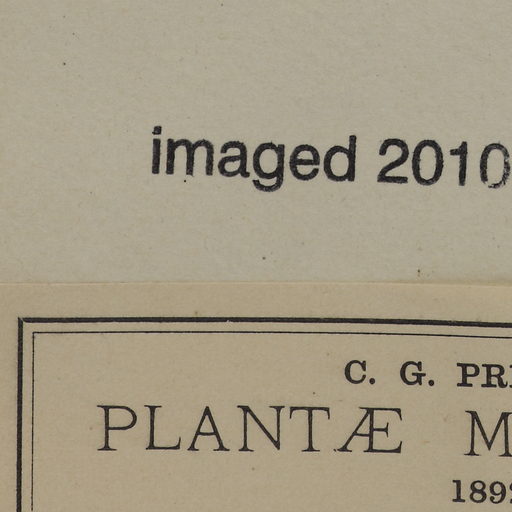 imaged 2010
C. G.
PLANTÆ